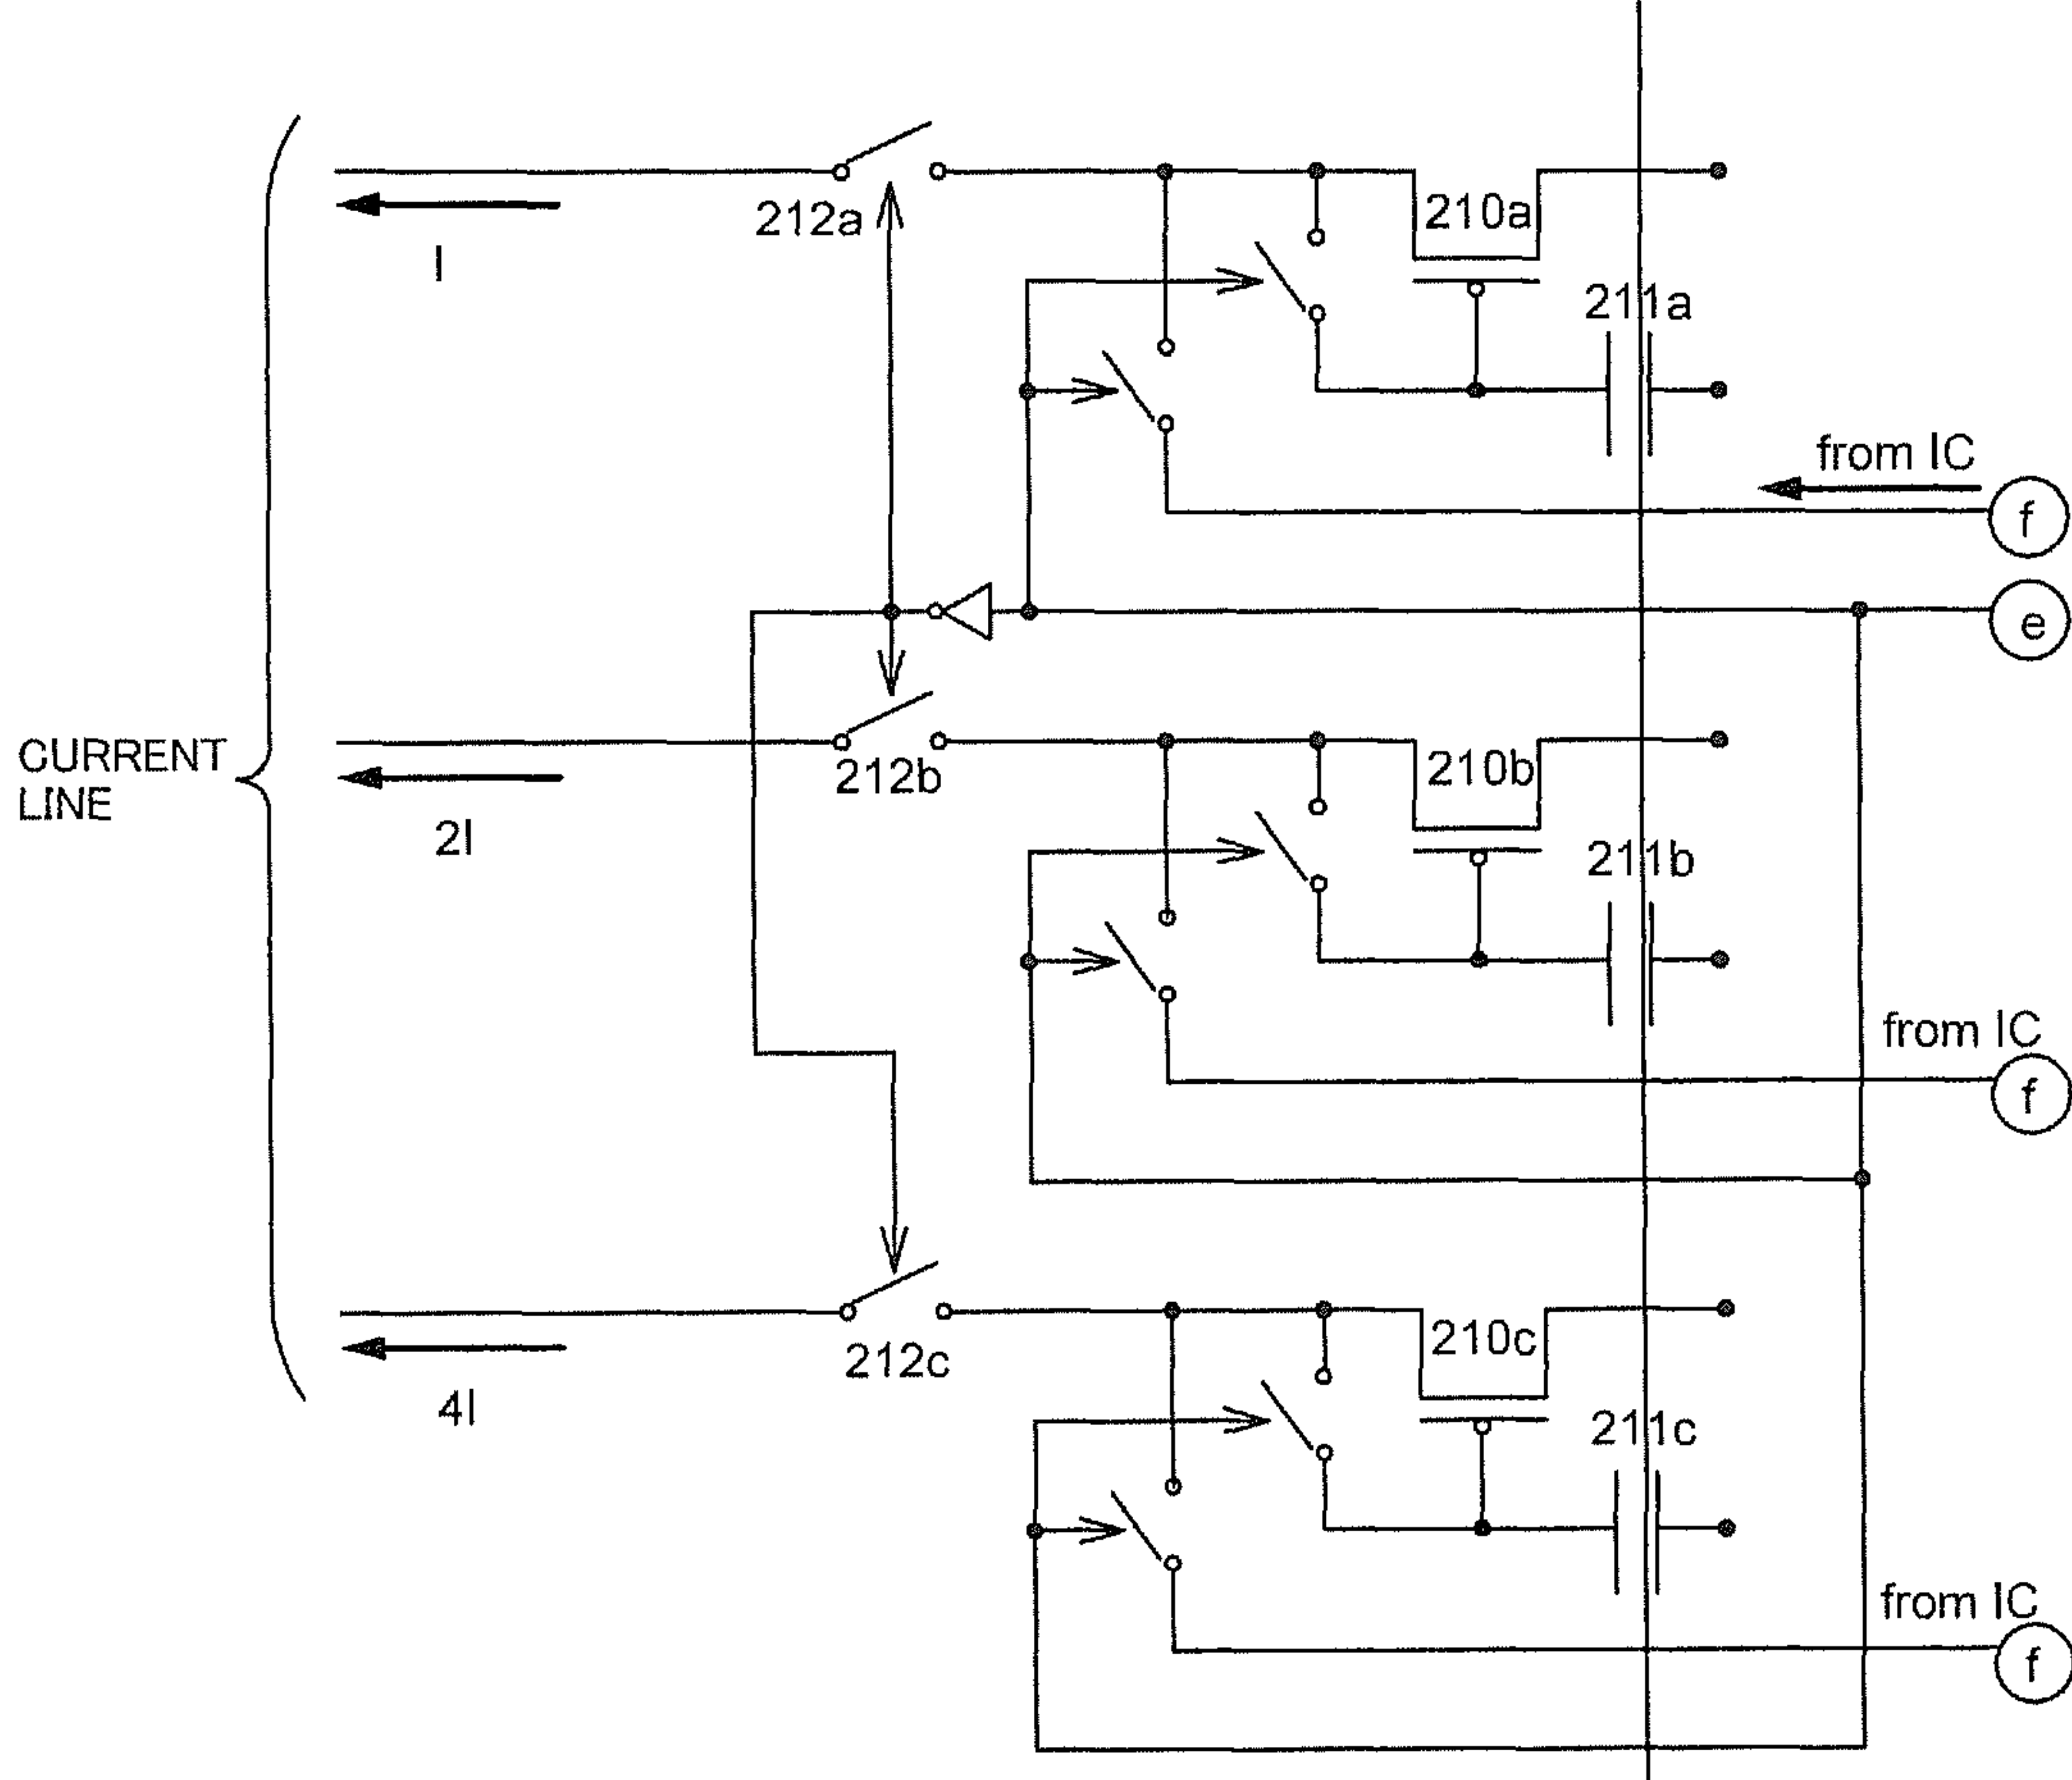 212a
210a
I
211a
from IC
f
e
CURRENT
LINE
212b
210b
2I
211b
from IC
f
212c
210c
4I
211c
from IC
f